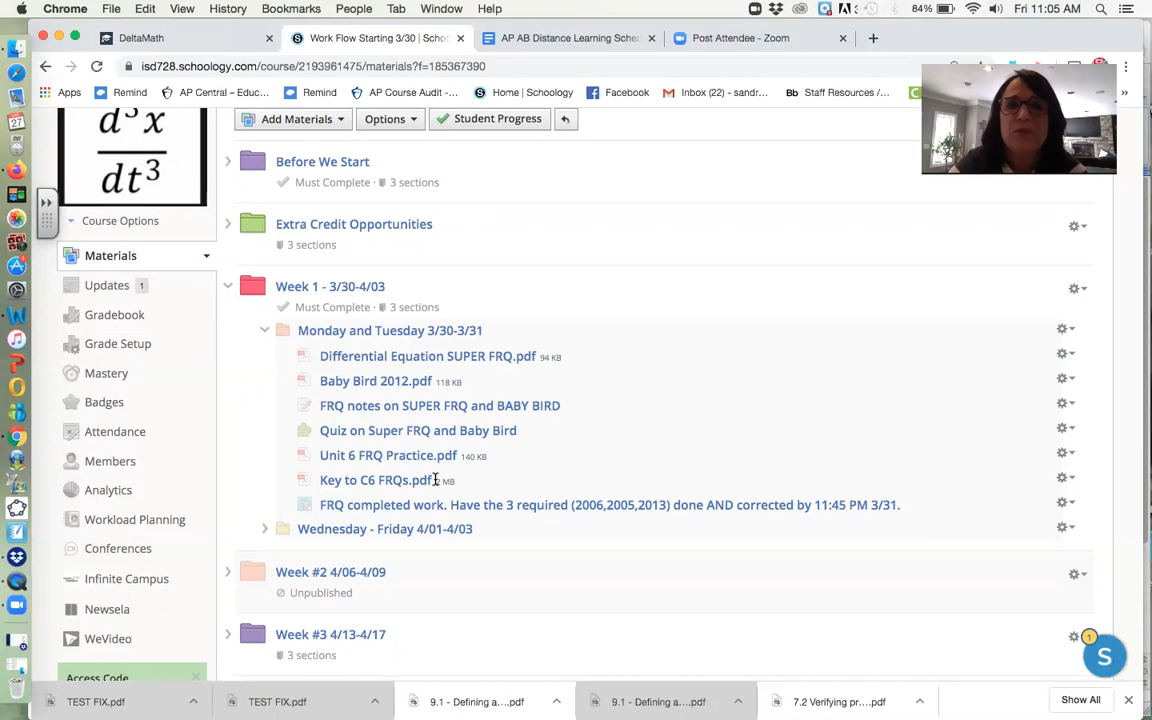 Chrome File Edit View History Bookmarks People Tab Window Help 84% Fri 11:05 AM
DeltaMath
Work Flow Starting 3/30 | Schoo
AP AB Distance Learning Sche
Post Attendee - Zoom
isd728.schoology.com/course/2193961475/materials?f=185367390
Apps Remind AP Central – Educ... Remind AP Course Audit -... Home | Schoology Facebook Inbox (22) - sandr... Bb Staff Resources /... »
d³x
dt³
Add Materials Options Student Progress
Course Options
Materials
Updates 1
Gradebook
Grade Setup
Mastery
Badges
Attendance
Members
Analytics
Workload Planning
Conferences
Infinite Campus
Newsela
WeVideo
Access Code
Before We Start
Must Complete · 3 sections
Extra Credit Opportunities
3 sections
Week 1 - 3/30-4/03
Must Complete · 3 sections
Monday and Tuesday 3/30-3/31
Differential Equation SUPER FRQ.pdf 94 KB
Baby Bird 2012.pdf 118 KB
FRQ notes on SUPER FRQ and BABY BIRD
Quiz on Super FRQ and Baby Bird
Unit 6 FRQ Practice.pdf 140 KB
Key to C6 FRQs.pdf MB
FRQ completed work. Have the 3 required (2006,2005,2013) done AND corrected by 11:45 PM 3/31.
Wednesday - Friday 4/01-4/03
Week #2 4/06-4/09
Unpublished
Week #3 4/13-4/17
3 sections
1
S
TEST FIX.pdf TEST FIX.pdf 9.1 - Defining a....pdf 9.1 - Defining a....pdf 7.2 Verifying pr....pdf Show All